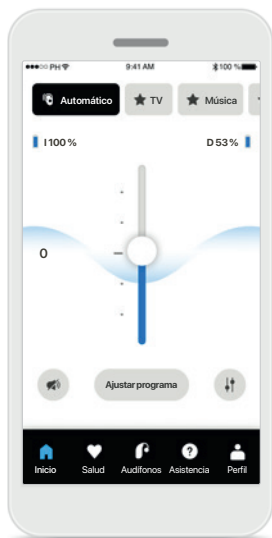 PH 9:41 AM 100 %
Automático TV Música
I 100 % D 53 %
0
Ajustar programa
Inicio Salud Audífonos Asistencia Perfil